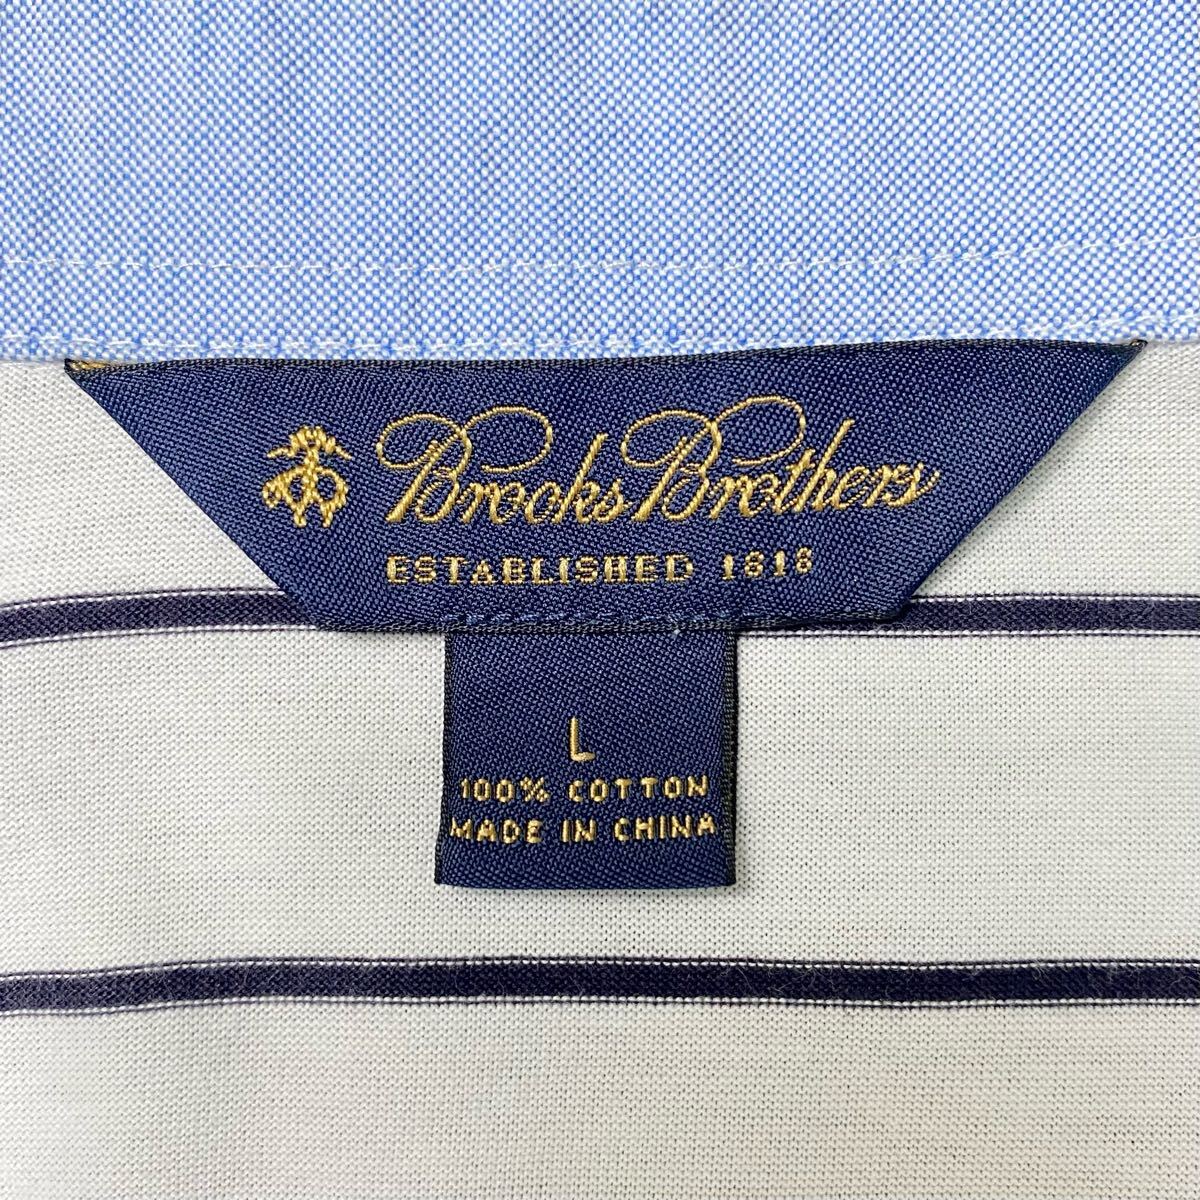 Brooks Brothers
ESTABLISHED 1818
L
100% COTTON
MADE IN CHINA